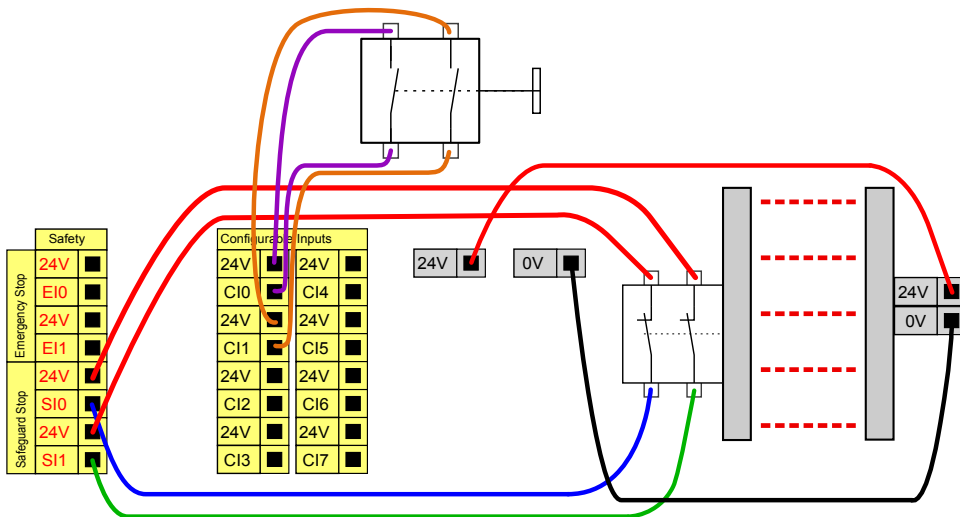 Safety
Emergency Stop
24V
EI0
24V
EI1
Safeguard Stop
24V
SI0
24V
SI1
Configurable Inputs
24V 24V
CI0 CI4
24V 24V
CI1 CI5
24V 24V
CI2 CI6
24V 24V
CI3 CI7
24V
0V
24V
0V